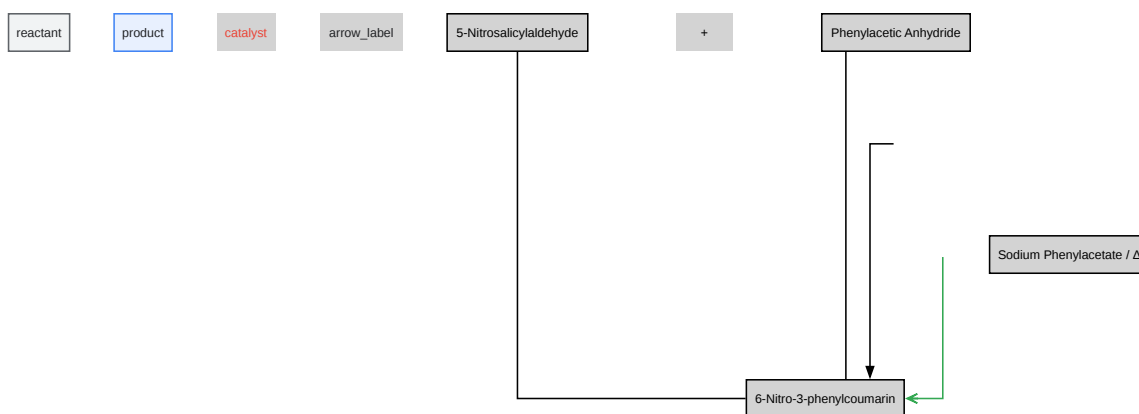 reactant
product
catalyst
arrow_label
5-Nitrosalicylaldehyde
+
Phenylacetic Anhydride
Sodium Phenylacetate / Δ
6-Nitro-3-phenylcoumarin